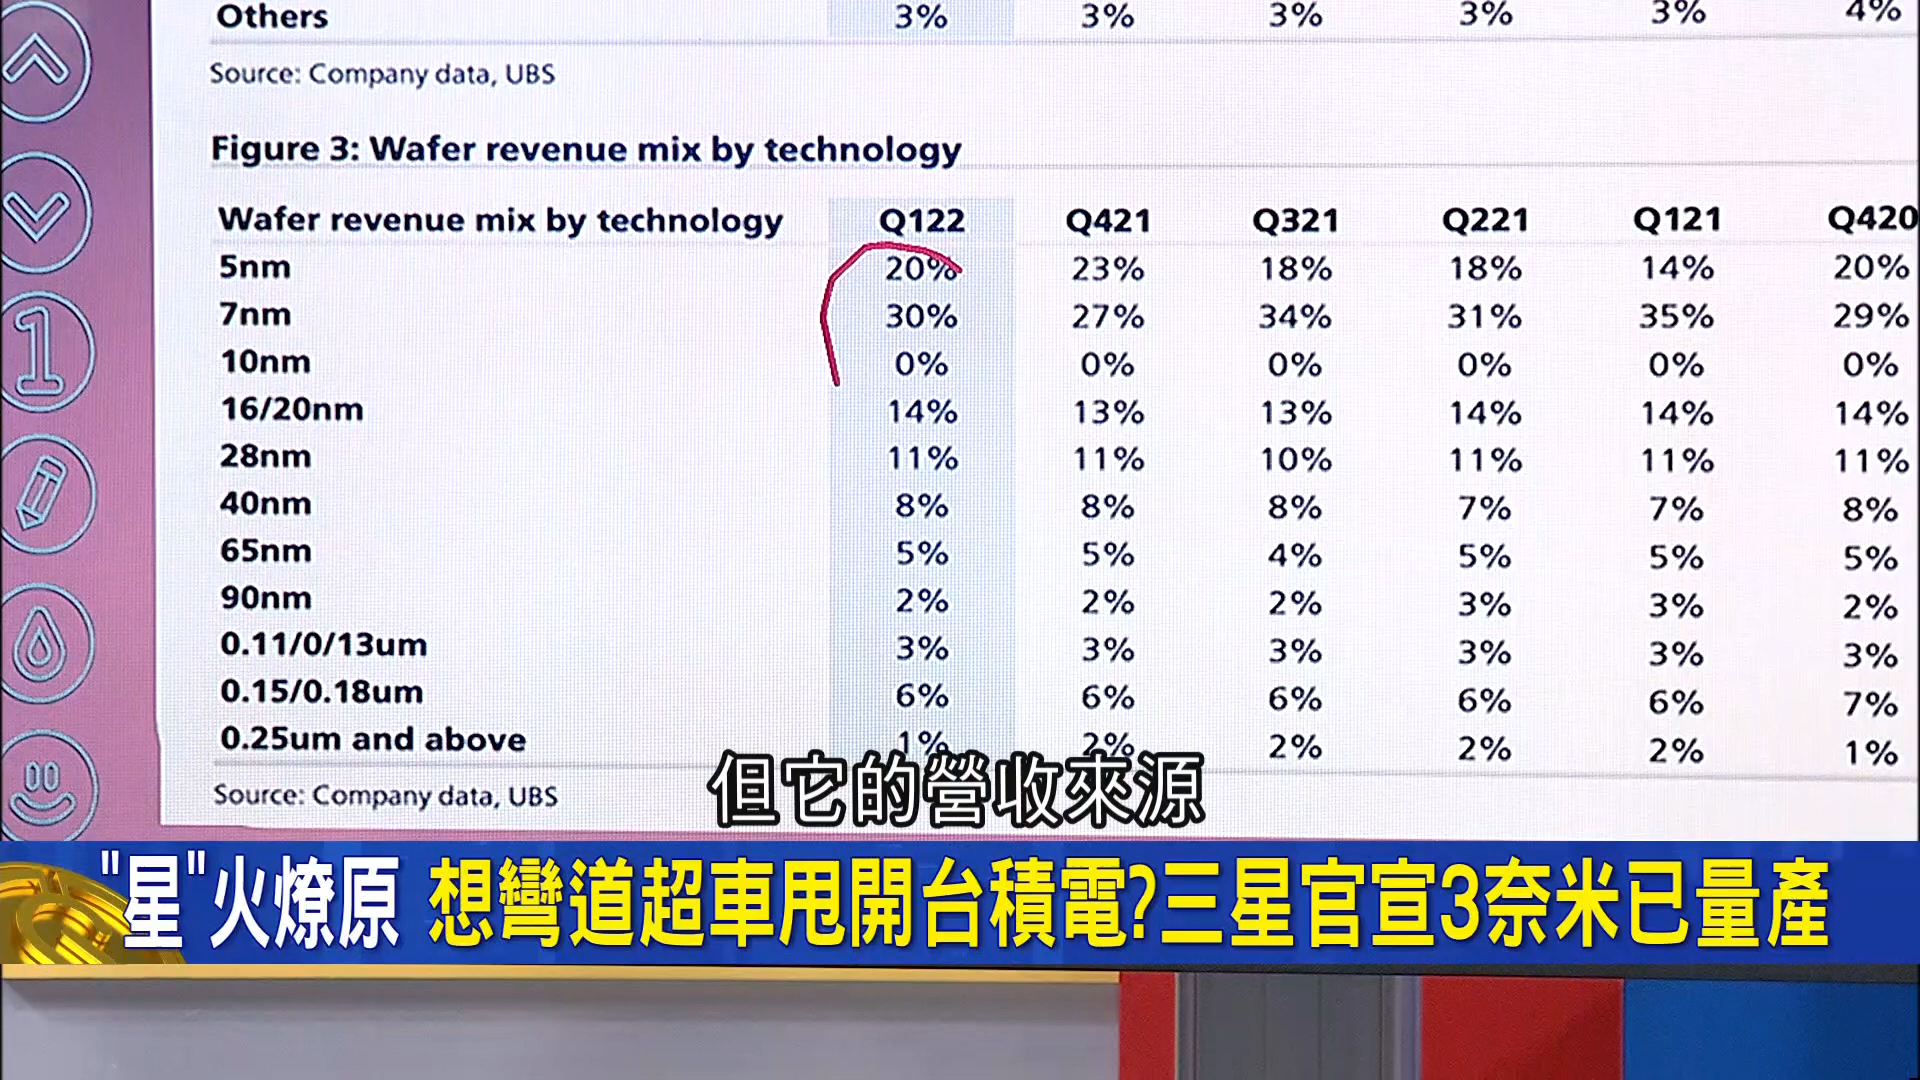 Others 3% 3% 3% 3% 3% 4%
Source: Company data, UBS
Figure 3: Wafer revenue mix by technology
Wafer revenue mix by technology Q122 Q421 Q321 Q221 Q121 Q420
5nm 20% 23% 18% 18% 14% 20%
7nm 30% 27% 34% 31% 35% 29%
10nm 0% 0% 0% 0% 0% 0%
16/20nm 14% 13% 13% 14% 14% 14%
28nm 11% 11% 10% 11% 11% 11%
40nm 8% 8% 8% 7% 7% 8%
65nm 5% 5% 4% 5% 5% 5%
90nm 2% 2% 2% 3% 3% 2%
0.11/0/13um 3% 3% 3% 3% 3% 3%
0.15/0.18um 6% 6% 6% 6% 6% 7%
0.25um and above 1% 2% 2% 2% 2% 1%
Source: Company data, UBS
但它的營收來源
"星"火燎原 想彎道超車甩開台積電?三星官宣3奈米已量產
1